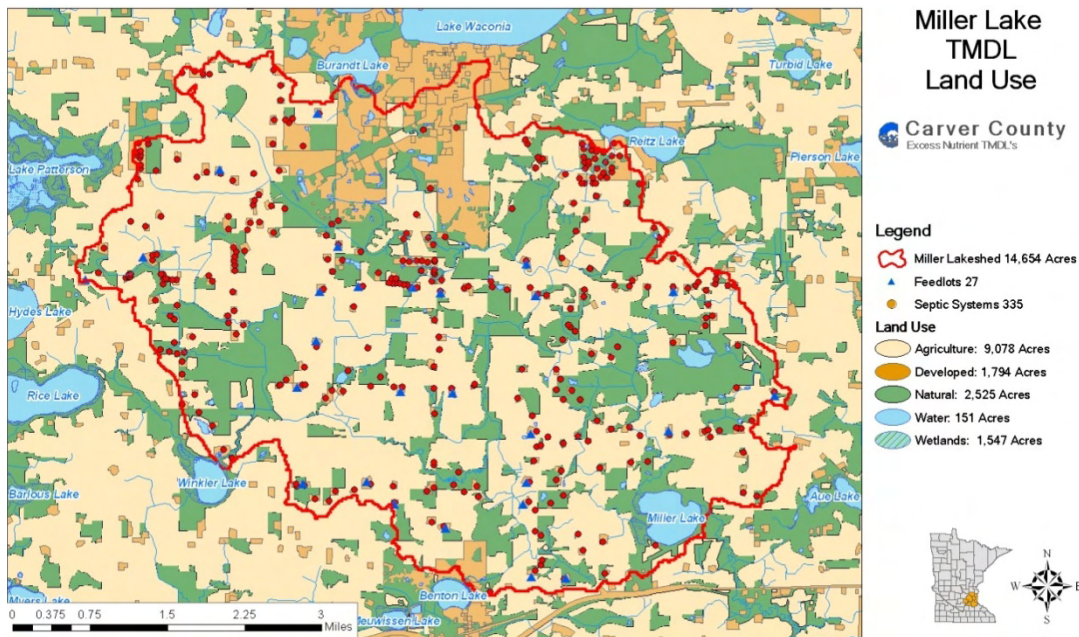 Miller Lake
TMDL
Land Use
Carver County
Excess Nutrient TMDL's
Legend
Miller Lakeshed 14,654 Acres
Feedlots 27
Septic Systems 335
Land Use
Agriculture: 9,078 Acres
Developed: 1,794 Acres
Natural: 2,525 Acres
Water: 151 Acres
Wetlands: 1,547 Acres
N
W
E
S
Lake Waconia
Burandt Lake
Turbid Lake
Reitz Lake
Pierson Lake
Lake Patterson
Hydes Lake
Rice Lake
Winkler Lake
Barlous Lake
Miller Lake
Aue Lake
Benton Lake
Meuwissen Lake
Myers Lake
0 0.375 0.75 1.5 2.25 3
Miles